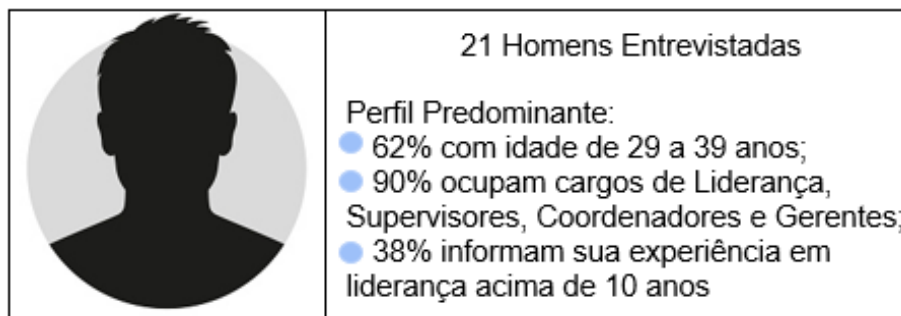 21 Homens Entrevistadas
Perfil Predominante:
62% com idade de 29 a 39 anos;
90% ocupam cargos de Liderança,
Supervisores, Coordenadores e Gerentes;
38% informam sua experiência em
liderança acima de 10 anos